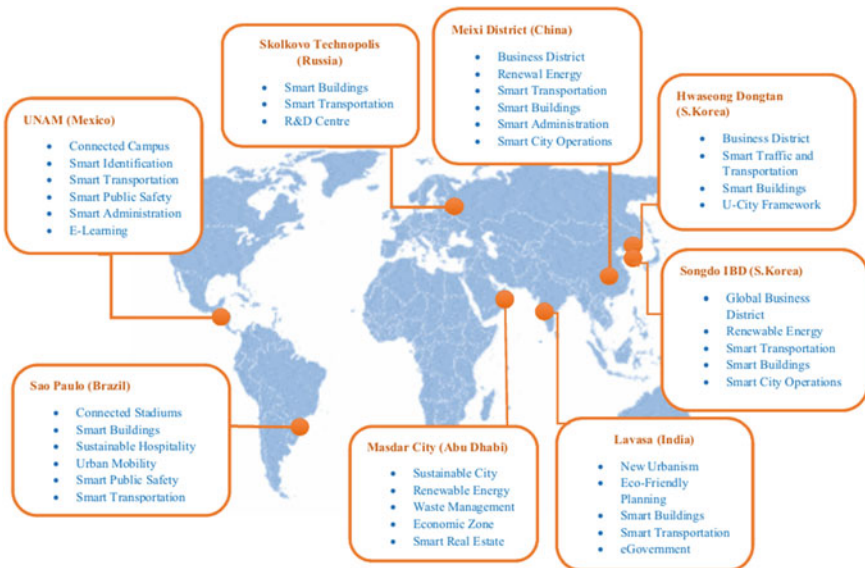 Skolkovo Technopolis
(Russia)
• Smart Buildings
• Smart Transportation
• R&D Centre
Meixi District (China)
• Business District
• Renewal Energy
• Smart Transportation
• Smart Buildings
• Smart Administration
• Smart City Operations
UNAM (Mexico)
• Connected Campus
• Smart Identification
• Smart Transportation
• Smart Public Safety
• Smart Administration
• E-Learning
Hwaseong Dongtan
(S.Korea)
• Business District
• Smart Traffic and
Transportation
• Smart Buildings
• U-City Framework
Songdo IBD (S.Korea)
• Global Business
District
• Renewable Energy
• Smart Transportation
• Smart Buildings
• Smart City Operations
Sao Paulo (Brazil)
• Connected Stadiums
• Smart Buildings
• Sustainable Hospitality
• Urban Mobility
• Smart Public Safety
• Smart Transportation
Masdar City (Abu Dhabi)
• Sustainable City
• Renewable Energy
• Waste Management
• Economic Zone
• Smart Real Estate
Lavasa (India)
• New Urbanism
• Eco-Friendly
Planning
• Smart Buildings
• Smart Transportation
• eGovernment